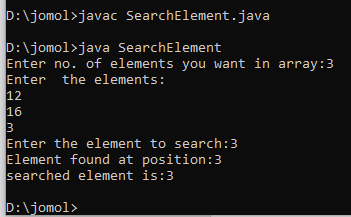 D:\jomol>javac SearchElement.java
D:\jomol>java SearchElement
Enter no. of elements you want in array:3
Enter  the elements:
12
16
3
Enter the element to search:3
Element found at position:3
searched element is:3
D:\jomol>